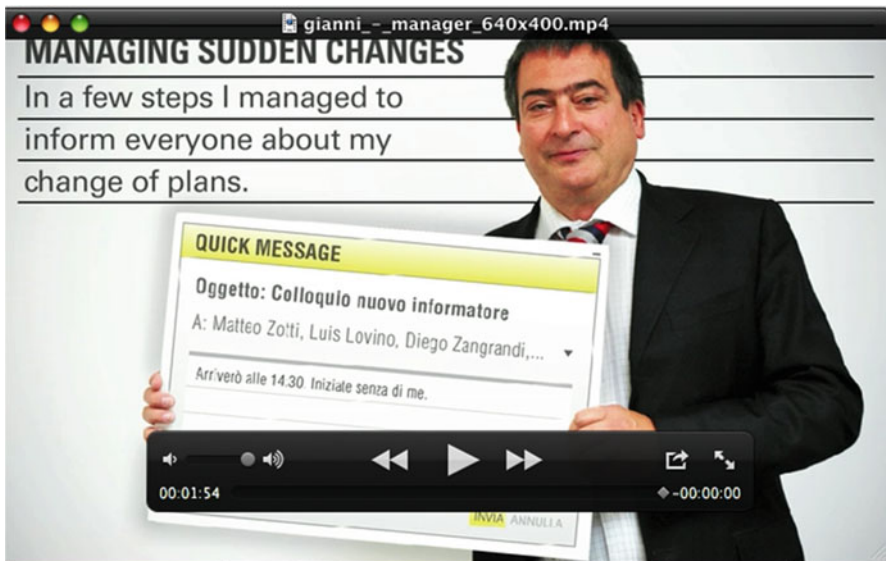 gianni_-_manager_640x400.mp4
MANAGING SUDDEN CHANGES
In a few steps I managed to
inform everyone about my
change of plans.
QUICK MESSAGE
Oggetto: Colloquio nuovo informatore
A: Matteo Zotti, Luis Lovino, Diego Zangrandi,...
Arriverò alle 14.30. Iniziate senza di me.
00:01:54
-00:00:00
INVIA ANNULLA